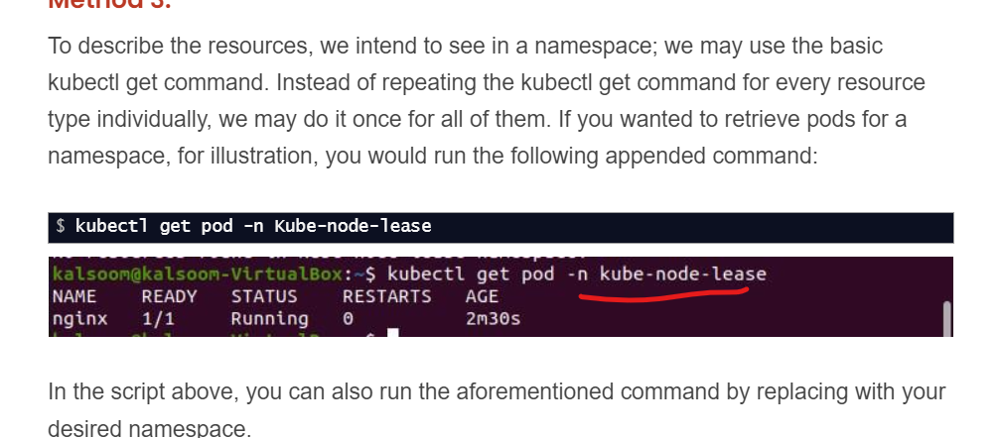 Method 3:
To describe the resources, we intend to see in a namespace; we may use the basic
kubectl get command. Instead of repeating the kubectl get command for every resource
type individually, we may do it once for all of them. If you wanted to retrieve pods for a
namespace, for illustration, you would run the following appended command:
$ kubectl get pod -n Kube-node-lease
kalsoom@kalsoom-VirtualBox:~$ kubectl get pod -n kube-node-lease
NAME READY STATUS RESTARTS AGE
nginx 1/1 Running 0 2m30s
In the script above, you can also run the aforementioned command by replacing with your
desired namespace.